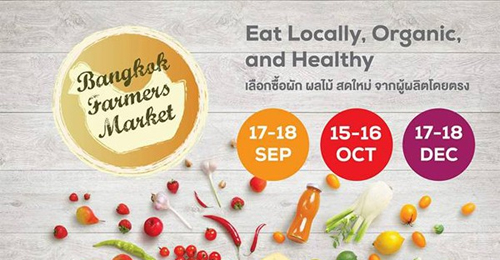 Bangkok
Farmers
Market
Eat Locally, Organic,
and Healthy
เลือกซื้อผัก ผลไม้ สดใหม่ จากผู้ผลิตโดยตรง
17-18
SEP
15-16
OCT
17-18
DEC